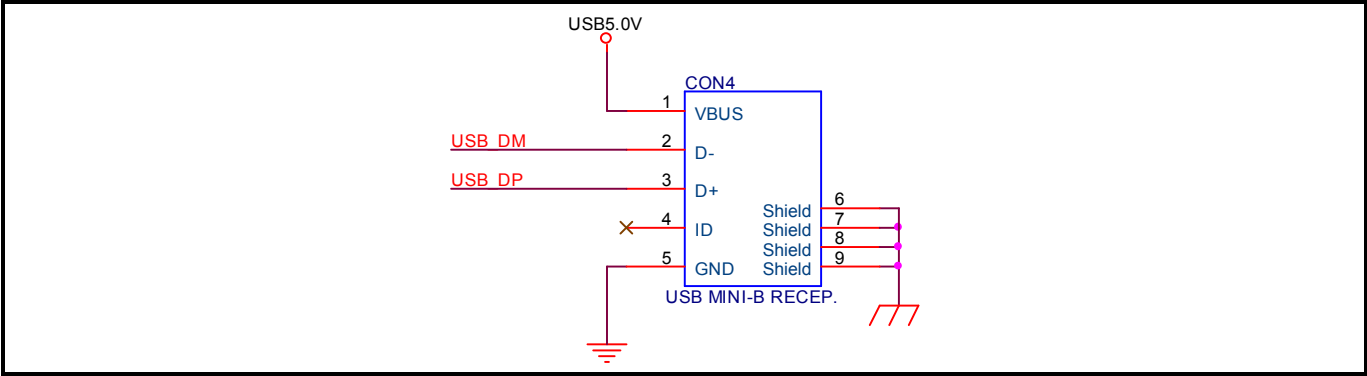 USB5.0V
CON4
1 VBUS
USB_DM 2 D-
USB_DP 3 D+
4 ID
5 GND
Shield 6
Shield 7
Shield 8
Shield 9
USB MINI-B RECEP.